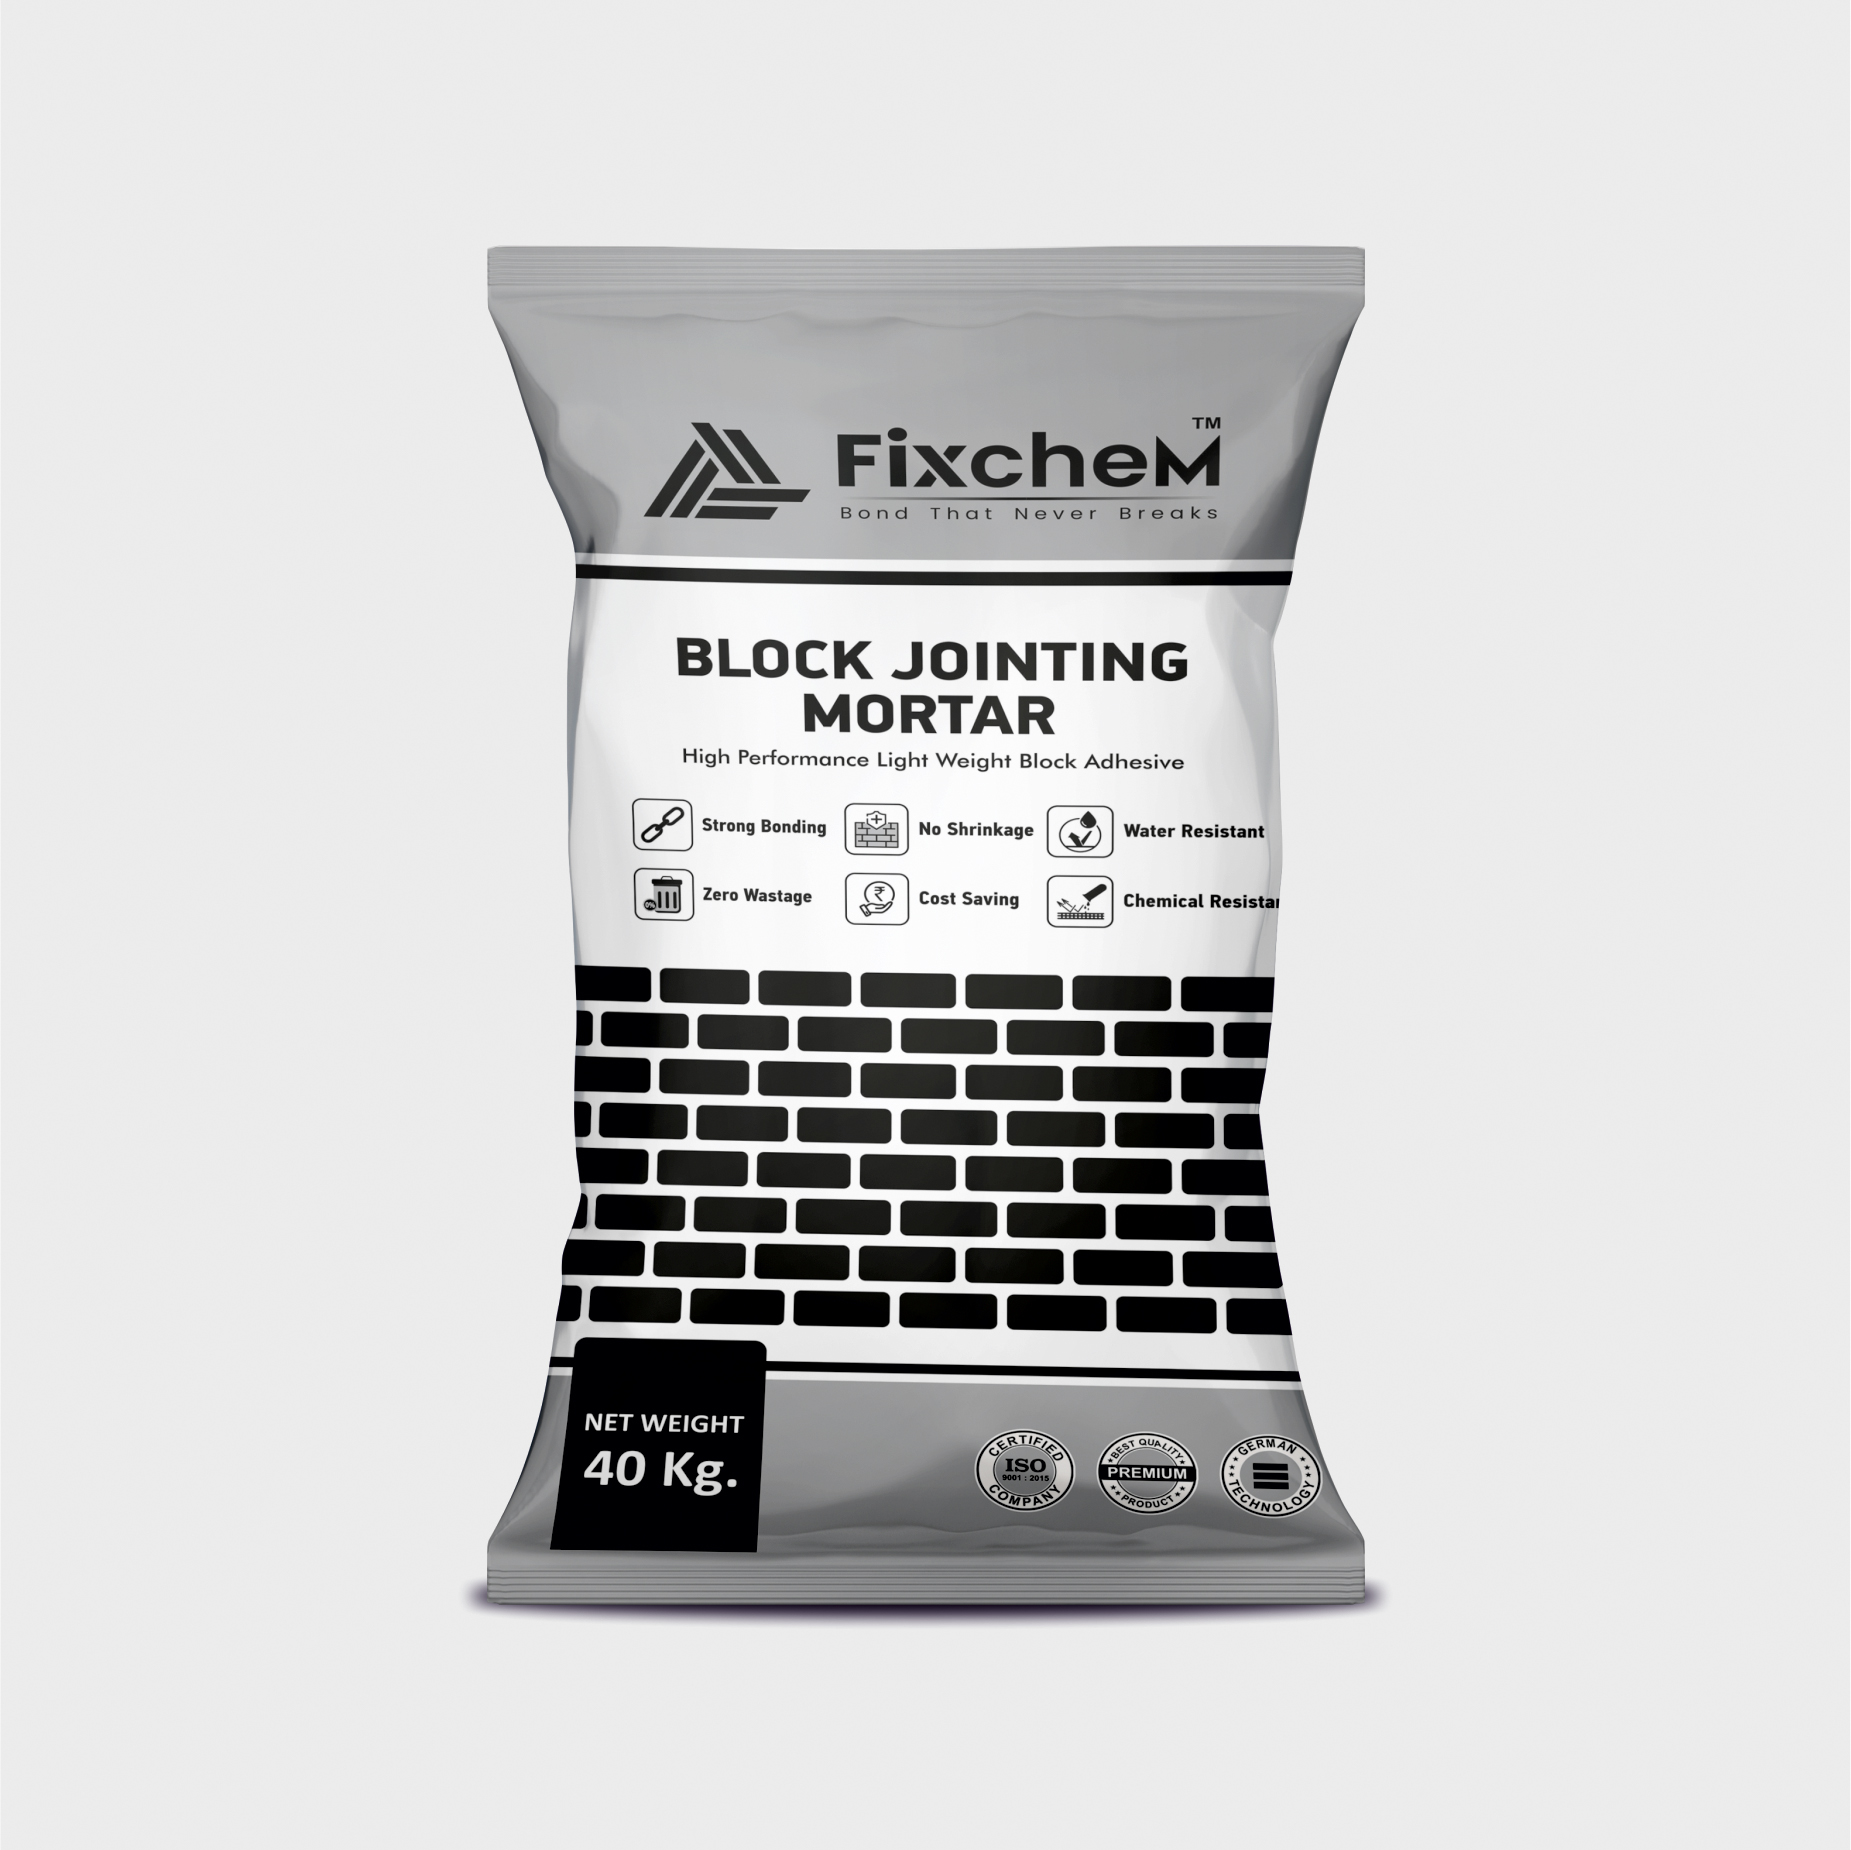 FixcheM TM
Bond That Never Breaks
BLOCK JOINTING
MORTAR
High Performance Light Weight Block Adhesive
Strong Bonding
No Shrinkage
Water Resistant
0%
Zero Wastage
₹
Cost Saving
Chemical Resistan
NET WEIGHT
40 Kg.
CERTIFIED
ISO
9001 : 2015
COMPANY
BEST QUALITY
PREMIUM
PRODUCT
GERMAN
TECHNOLOGY